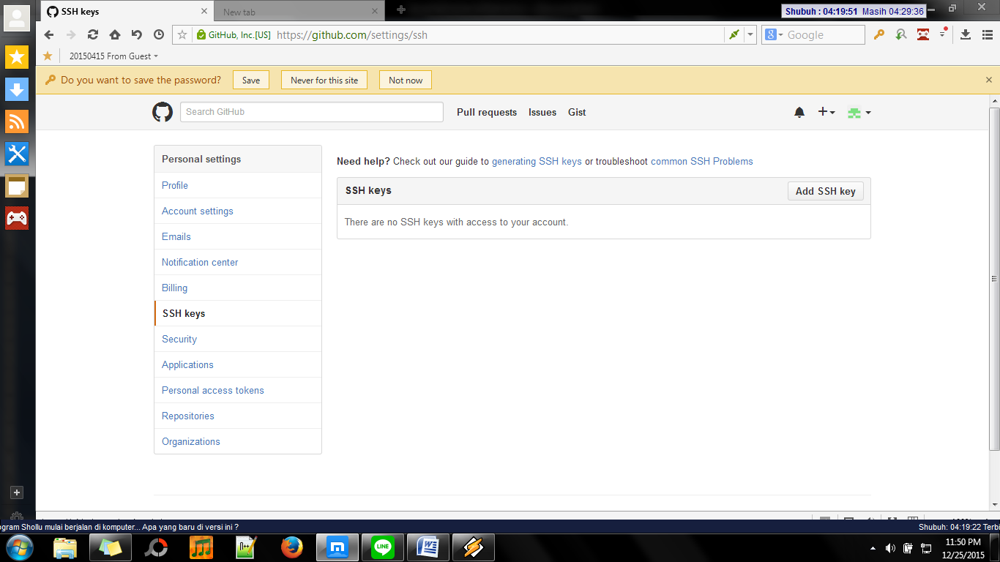 SSH keys
New tab
Shubuh : 04:19:51 Masih 04:29:36
GitHub, Inc.[US] https://github.com/settings/ssh
Google
20150415 From Guest
Do you want to save the password?
Save
Never for this site
Not now
Search GitHub
Pull requests
Issues
Gist
Personal settings
Profile
Account settings
Emails
Notification center
Billing
SSH keys
Security
Applications
Personal access tokens
Repositories
Organizations
Need help? Check out our guide to generating SSH keys or troubleshoot common SSH Problems
SSH keys
Add SSH key
There are no SSH keys with access to your account.
ogram Shollu mulai berjalan di komputer... Apa yang baru di versi ini ?
Shubuh: 04:19:22 Terbi
LINE
11:50 PM
12/25/2015